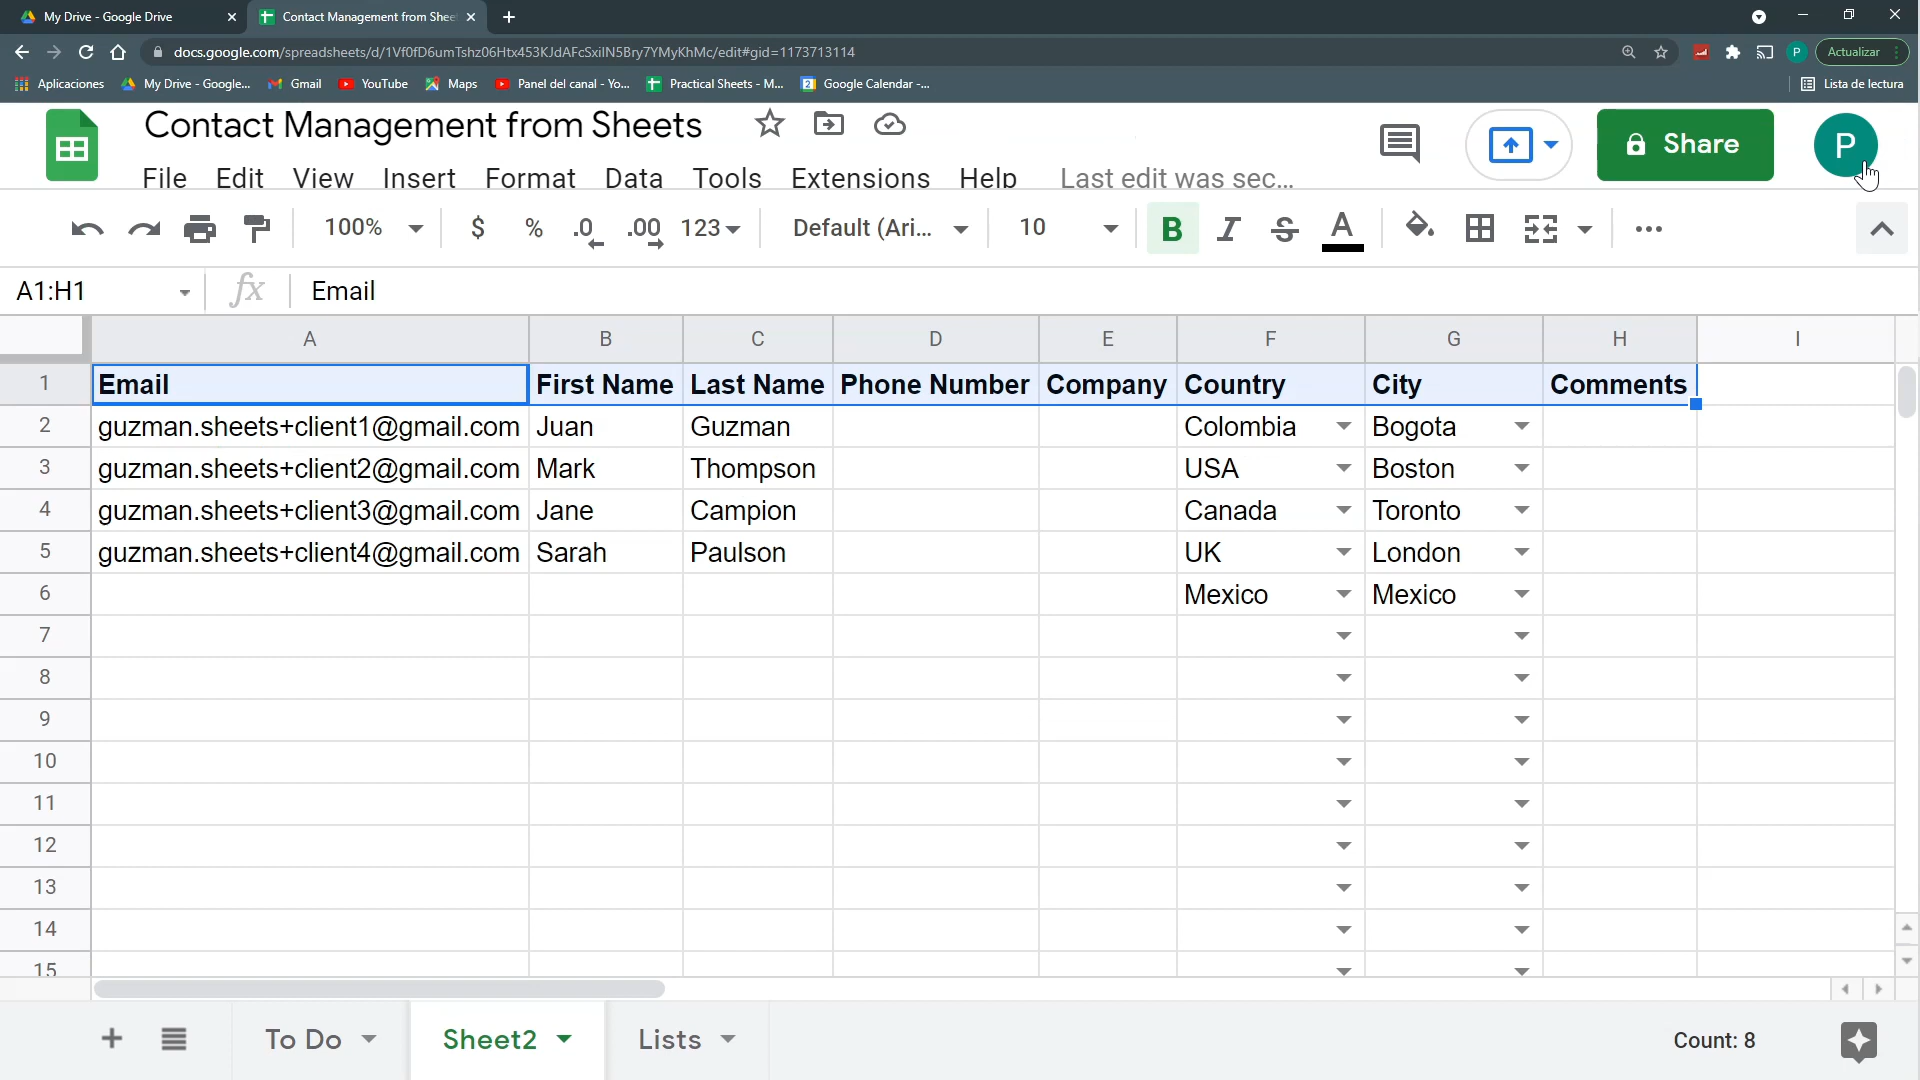 My Drive - Google Drive
Contact Management from Shee
docs.google.com/spreadsheets/d/1Vf0fD6umTshz06Htx453KJdAFcSxiIN5Bry7YMyKhMc/edit#gid=1173713114
P
Actualizar
Aplicaciones
My Drive - Google...
Gmail
YouTube
Maps
Panel del canal - Yo...
Practical Sheets - M...
Google Calendar -...
Lista de lectura
Contact Management from Sheets
Share
P
File Edit View Insert Format Data Tools Extensions Help Last edit was sec...
100% $ % .0 .00 123 Default (Ari... 10 B I S A
A1:H1 fx Email
A B C D E F G H I
1 Email First Name Last Name Phone Number Company Country City Comments
2 guzman.sheets+client1@gmail.com Juan Guzman Colombia Bogota
3 guzman.sheets+client2@gmail.com Mark Thompson USA Boston
4 guzman.sheets+client3@gmail.com Jane Campion Canada Toronto
5 guzman.sheets+client4@gmail.com Sarah Paulson UK London
6 Mexico Mexico
7
8
9
10
11
12
13
14
15
To Do Sheet2 Lists Count: 8